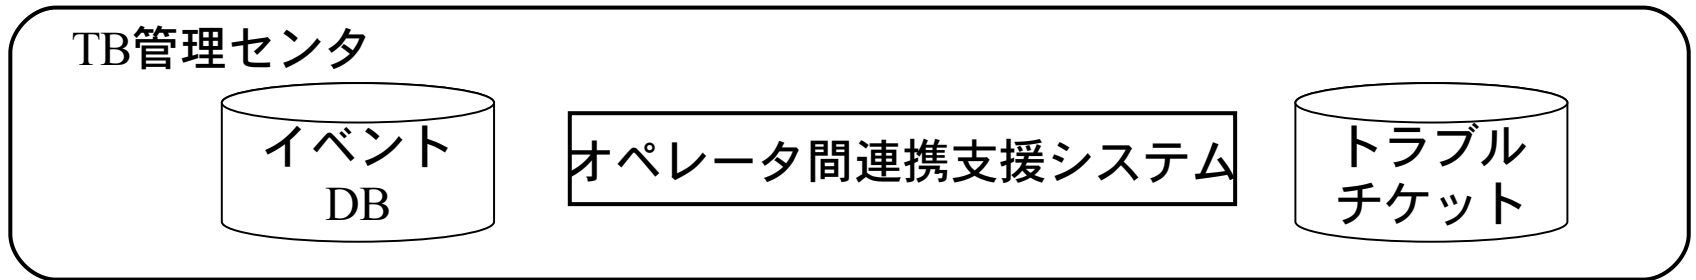 TB管理センタ
イベント
DB
オペレータ間連携支援システム
トラブル
チケット